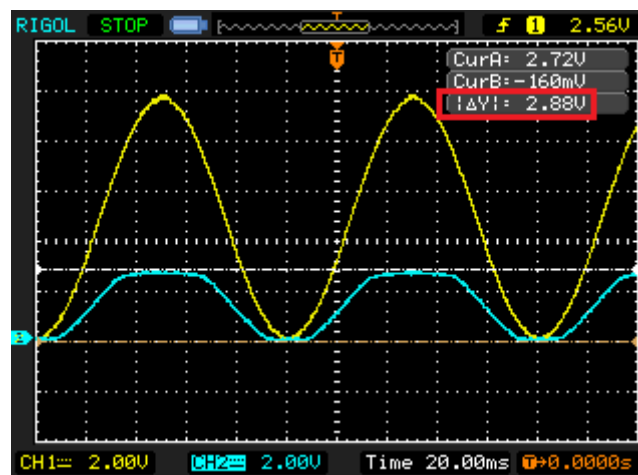 RIGOL STOP T f 1 2.56V
T
CurA: 2.72V
CurB:-160mV
|ΔY|: 2.88V
CH1 2.00V CH2 2.00V Time 20.00ms T→0.0000s